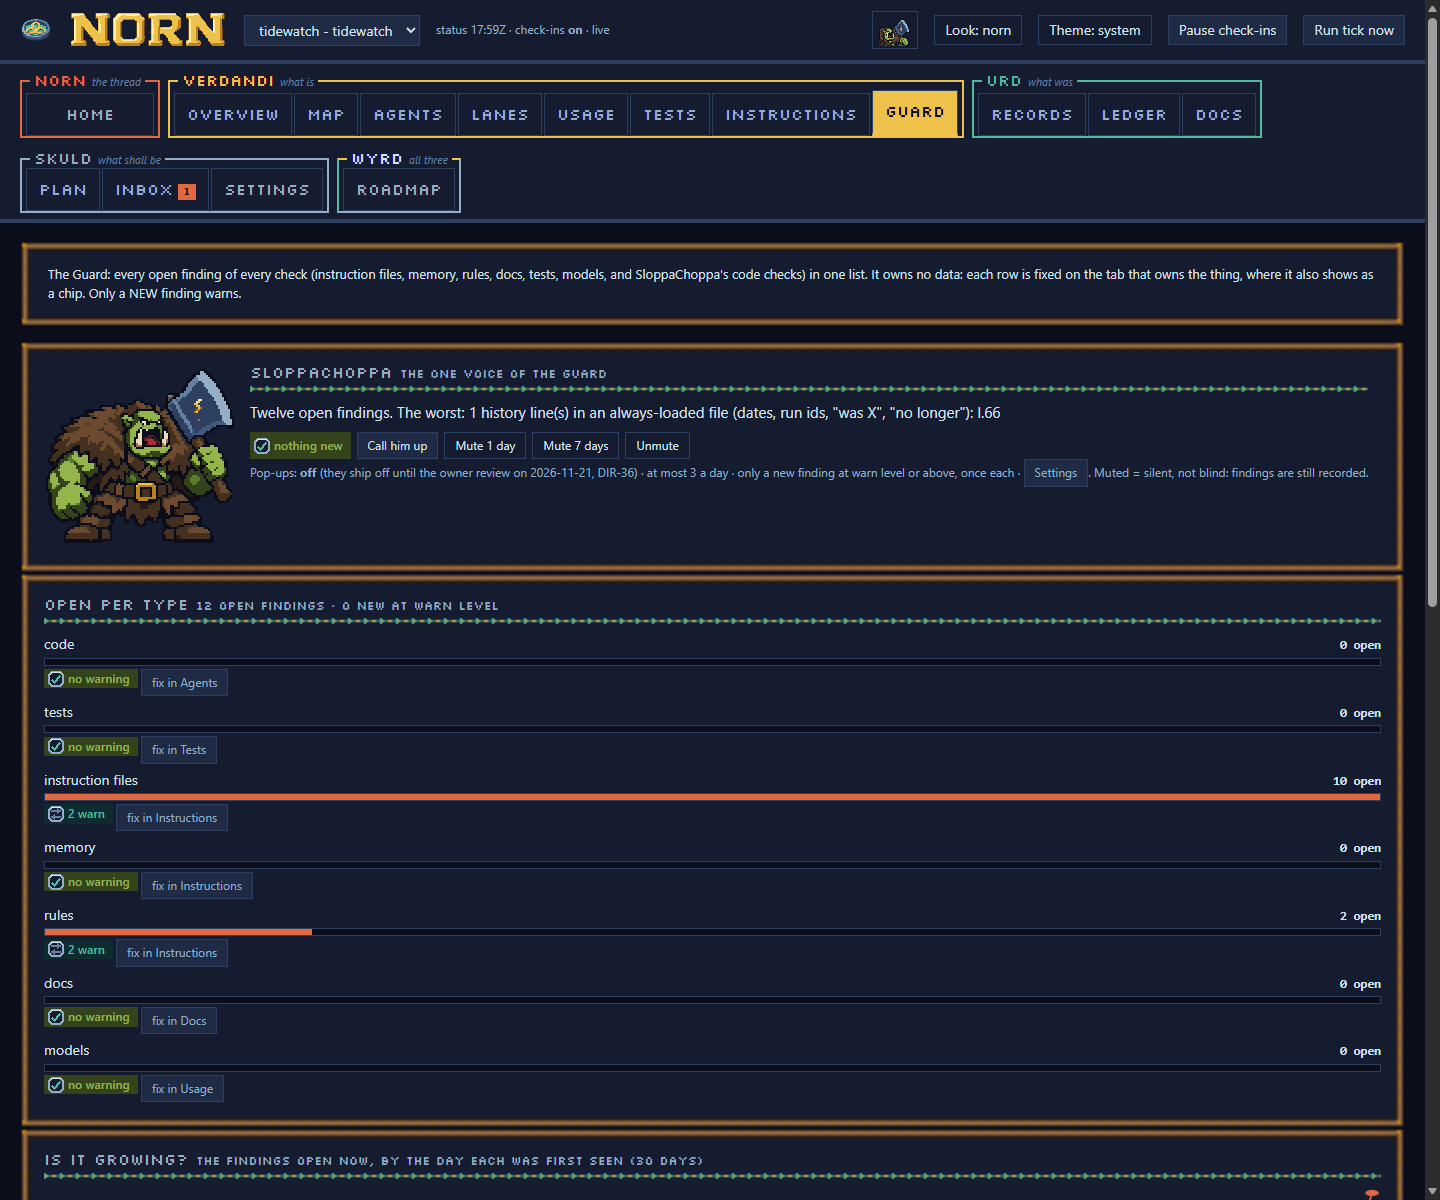 NORN
tidewatch - tidewatch
status 17:59Z · check-ins on · live
Look: norn
Theme: system
Pause check-ins
Run tick now
NORN the thread
HOME
VERDANDI what is
OVERVIEW
MAP
AGENTS
LANES
USAGE
TESTS
INSTRUCTIONS
GUARD
URD what was
RECORDS
LEDGER
DOCS
SKULD what shall be
PLAN
INBOX 1
SETTINGS
WYRD all three
ROADMAP
The Guard: every open finding of every check (instruction files, memory, rules, docs, tests, models, and SloppaChoppa's code checks) in one list. It owns no data: each row is fixed on the tab that owns the thing, where it also shows as
a chip. Only a NEW finding warns.
SLOPPACHOPPA THE ONE VOICE OF THE GUARD
Twelve open findings. The worst: 1 history line(s) in an always-loaded file (dates, run ids, "was X", "no longer"): l.66
nothing new
Call him up
Mute 1 day
Mute 7 days
Unmute
Pop-ups: off (they ship off until the owner review on 2026-11-21, DIR-36) · at most 3 a day · only a new finding at warn level or above, once each · Settings . Muted = silent, not blind: findings are still recorded.
OPEN PER TYPE 12 OPEN FINDINGS · 0 NEW AT WARN LEVEL
code 0 open
no warning fix in Agents
tests 0 open
no warning fix in Tests
instruction files 10 open
2 warn fix in Instructions
memory 0 open
no warning fix in Instructions
rules 2 open
2 warn fix in Instructions
docs 0 open
no warning fix in Docs
models 0 open
no warning fix in Usage
IS IT GROWING? THE FINDINGS OPEN NOW, BY THE DAY EACH WAS FIRST SEEN (30 DAYS)